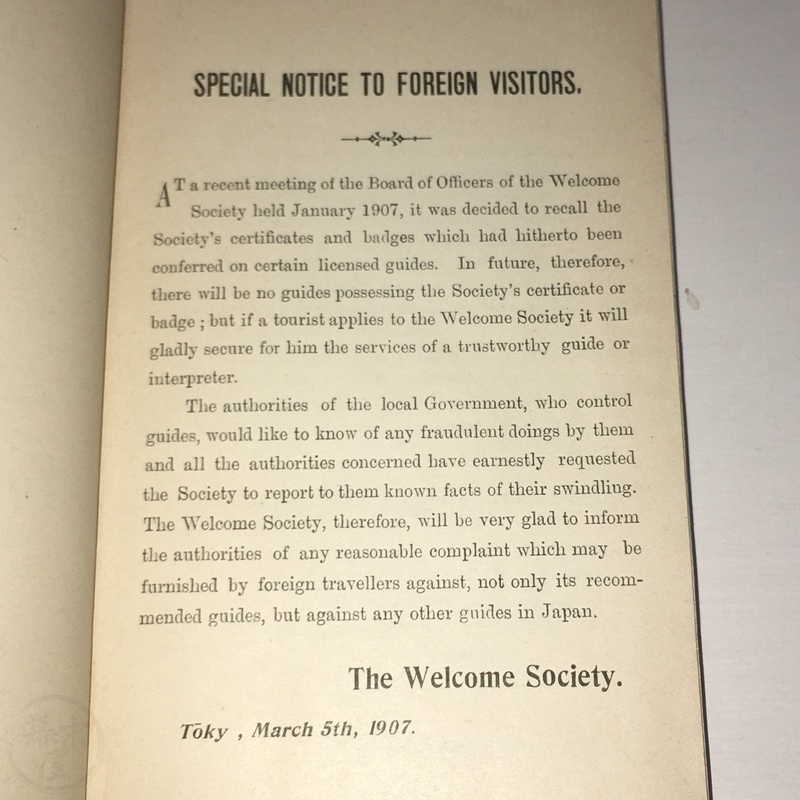 SPECIAL NOTICE TO FOREIGN VISITORS.
AT a recent meeting of the Board of Officers of the Welcome
Society held January 1907, it was decided to recall the
Society's certificates and badges which had hitherto been
conferred on certain licensed guides. In future, therefore,
there will be no guides possessing the Society's certificate or
badge ; but if a tourist applies to the Welcome Society it will
gladly secure for him the services of a trustworthy guide or
interpreter.
The authorities of the local Government, who control
guides, would like to know of any fraudulent doings by them
and all the authorities concerned have earnestly requested
the Society to report to them known facts of their swindling.
The Welcome Society, therefore, will be very glad to inform
the authorities of any reasonable complaint which may be
furnished by foreign travellers against, not only its recom-
mended guides, but against any other guides in Japan.
The Welcome Society.
Tōky , March 5th, 1907.